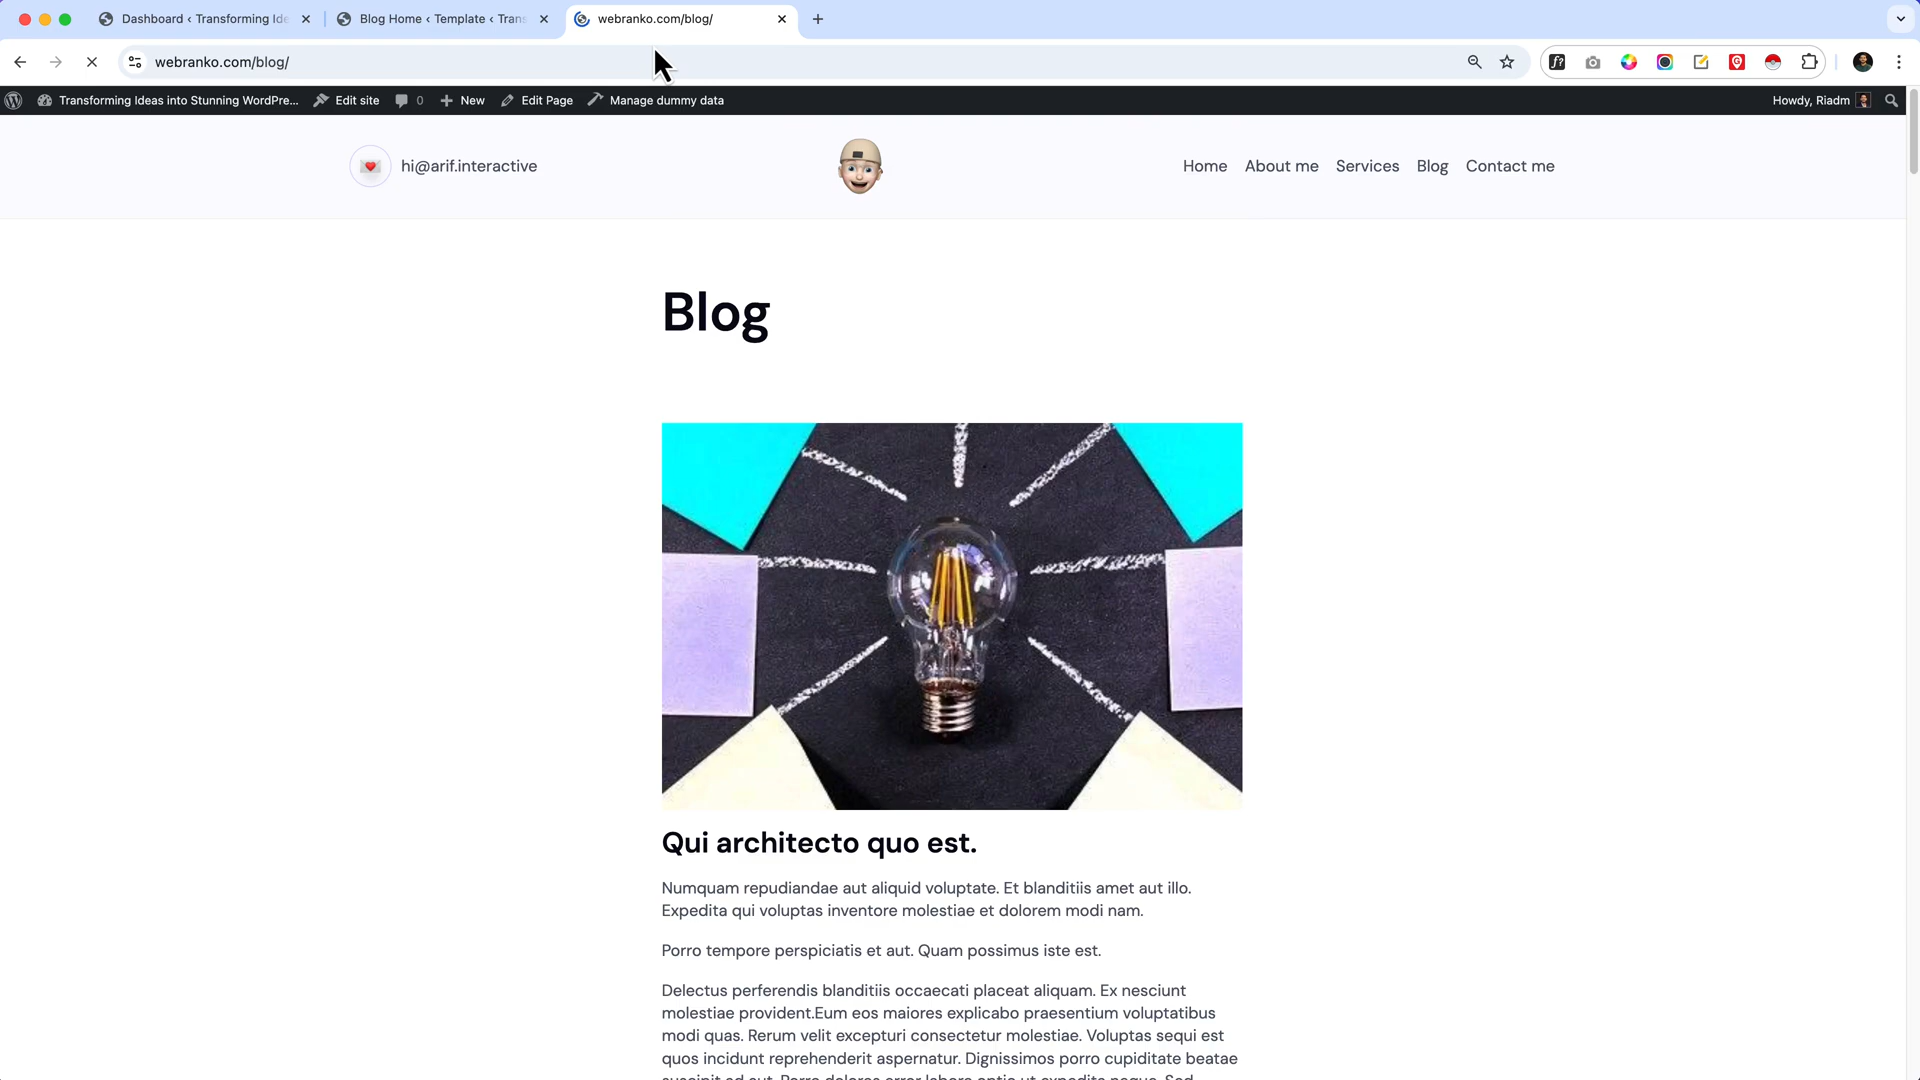 Dashboard ‹ Transforming Ide
Blog Home ‹ Template ‹ Tran
webranko.com/blog/
webranko.com/blog/
Transforming Ideas into Stunning WordPre...
Edit site
0
New
Edit Page
Manage dummy data
Howdy, Riadm
hi@arif.interactive
Home
About me
Services
Blog
Contact me
Blog
Qui architecto quo est.
Numquam repudiandae aut aliquid voluptate. Et blanditiis amet aut illo.
Expedita qui voluptas inventore molestiae et dolorem modi nam.
Porro tempore perspiciatis et aut. Quam possimus iste est.
Delectus perferendis blanditiis occaecati placeat aliquam. Ex nesciunt
molestiae provident.Eum eos maiores explicabo praesentium voluptatibus
modi quas. Rerum velit excepturi consectetur molestiae. Voluptas sequi est
quos incidunt reprehenderit aspernatur. Dignissimos porro cupiditate beatae